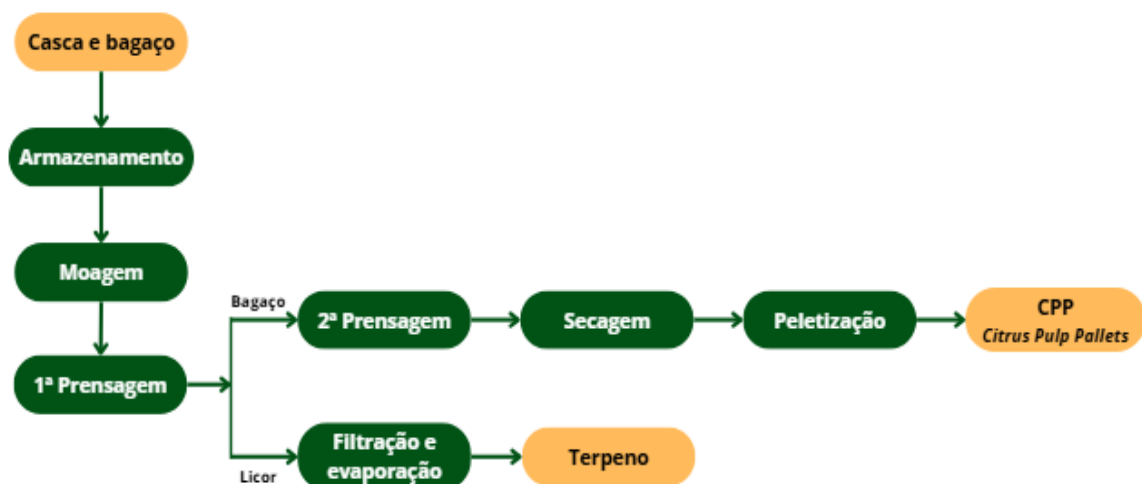 Casca e bagaço
Armazenamento
Moagem
1ª Prensagem
Bagaço
2ª Prensagem
Secagem
Peletização
CPP
Citrus Pulp Pallets
Licor
Filtração e
evaporação
Terpeno